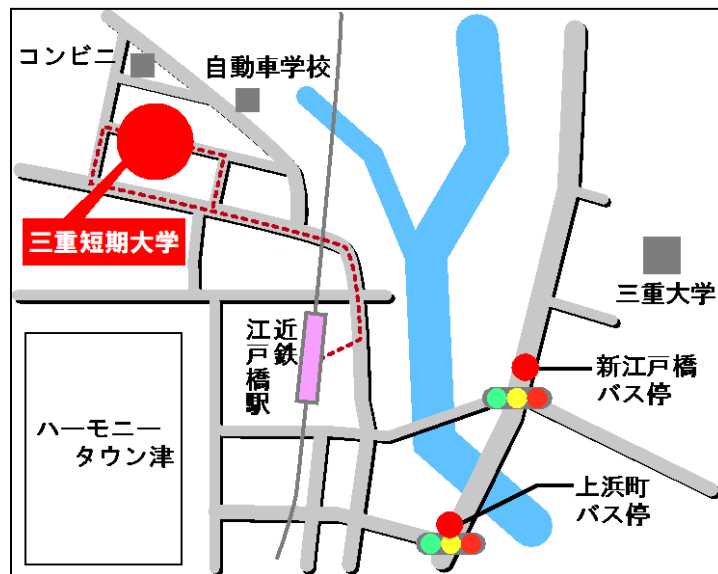 コンビニ
自動車学校
三重短期大学
三重大学
近鉄
江戸橋駅
新江戸橋
バス停
ハーモニー
タウン津
上浜町
バス停